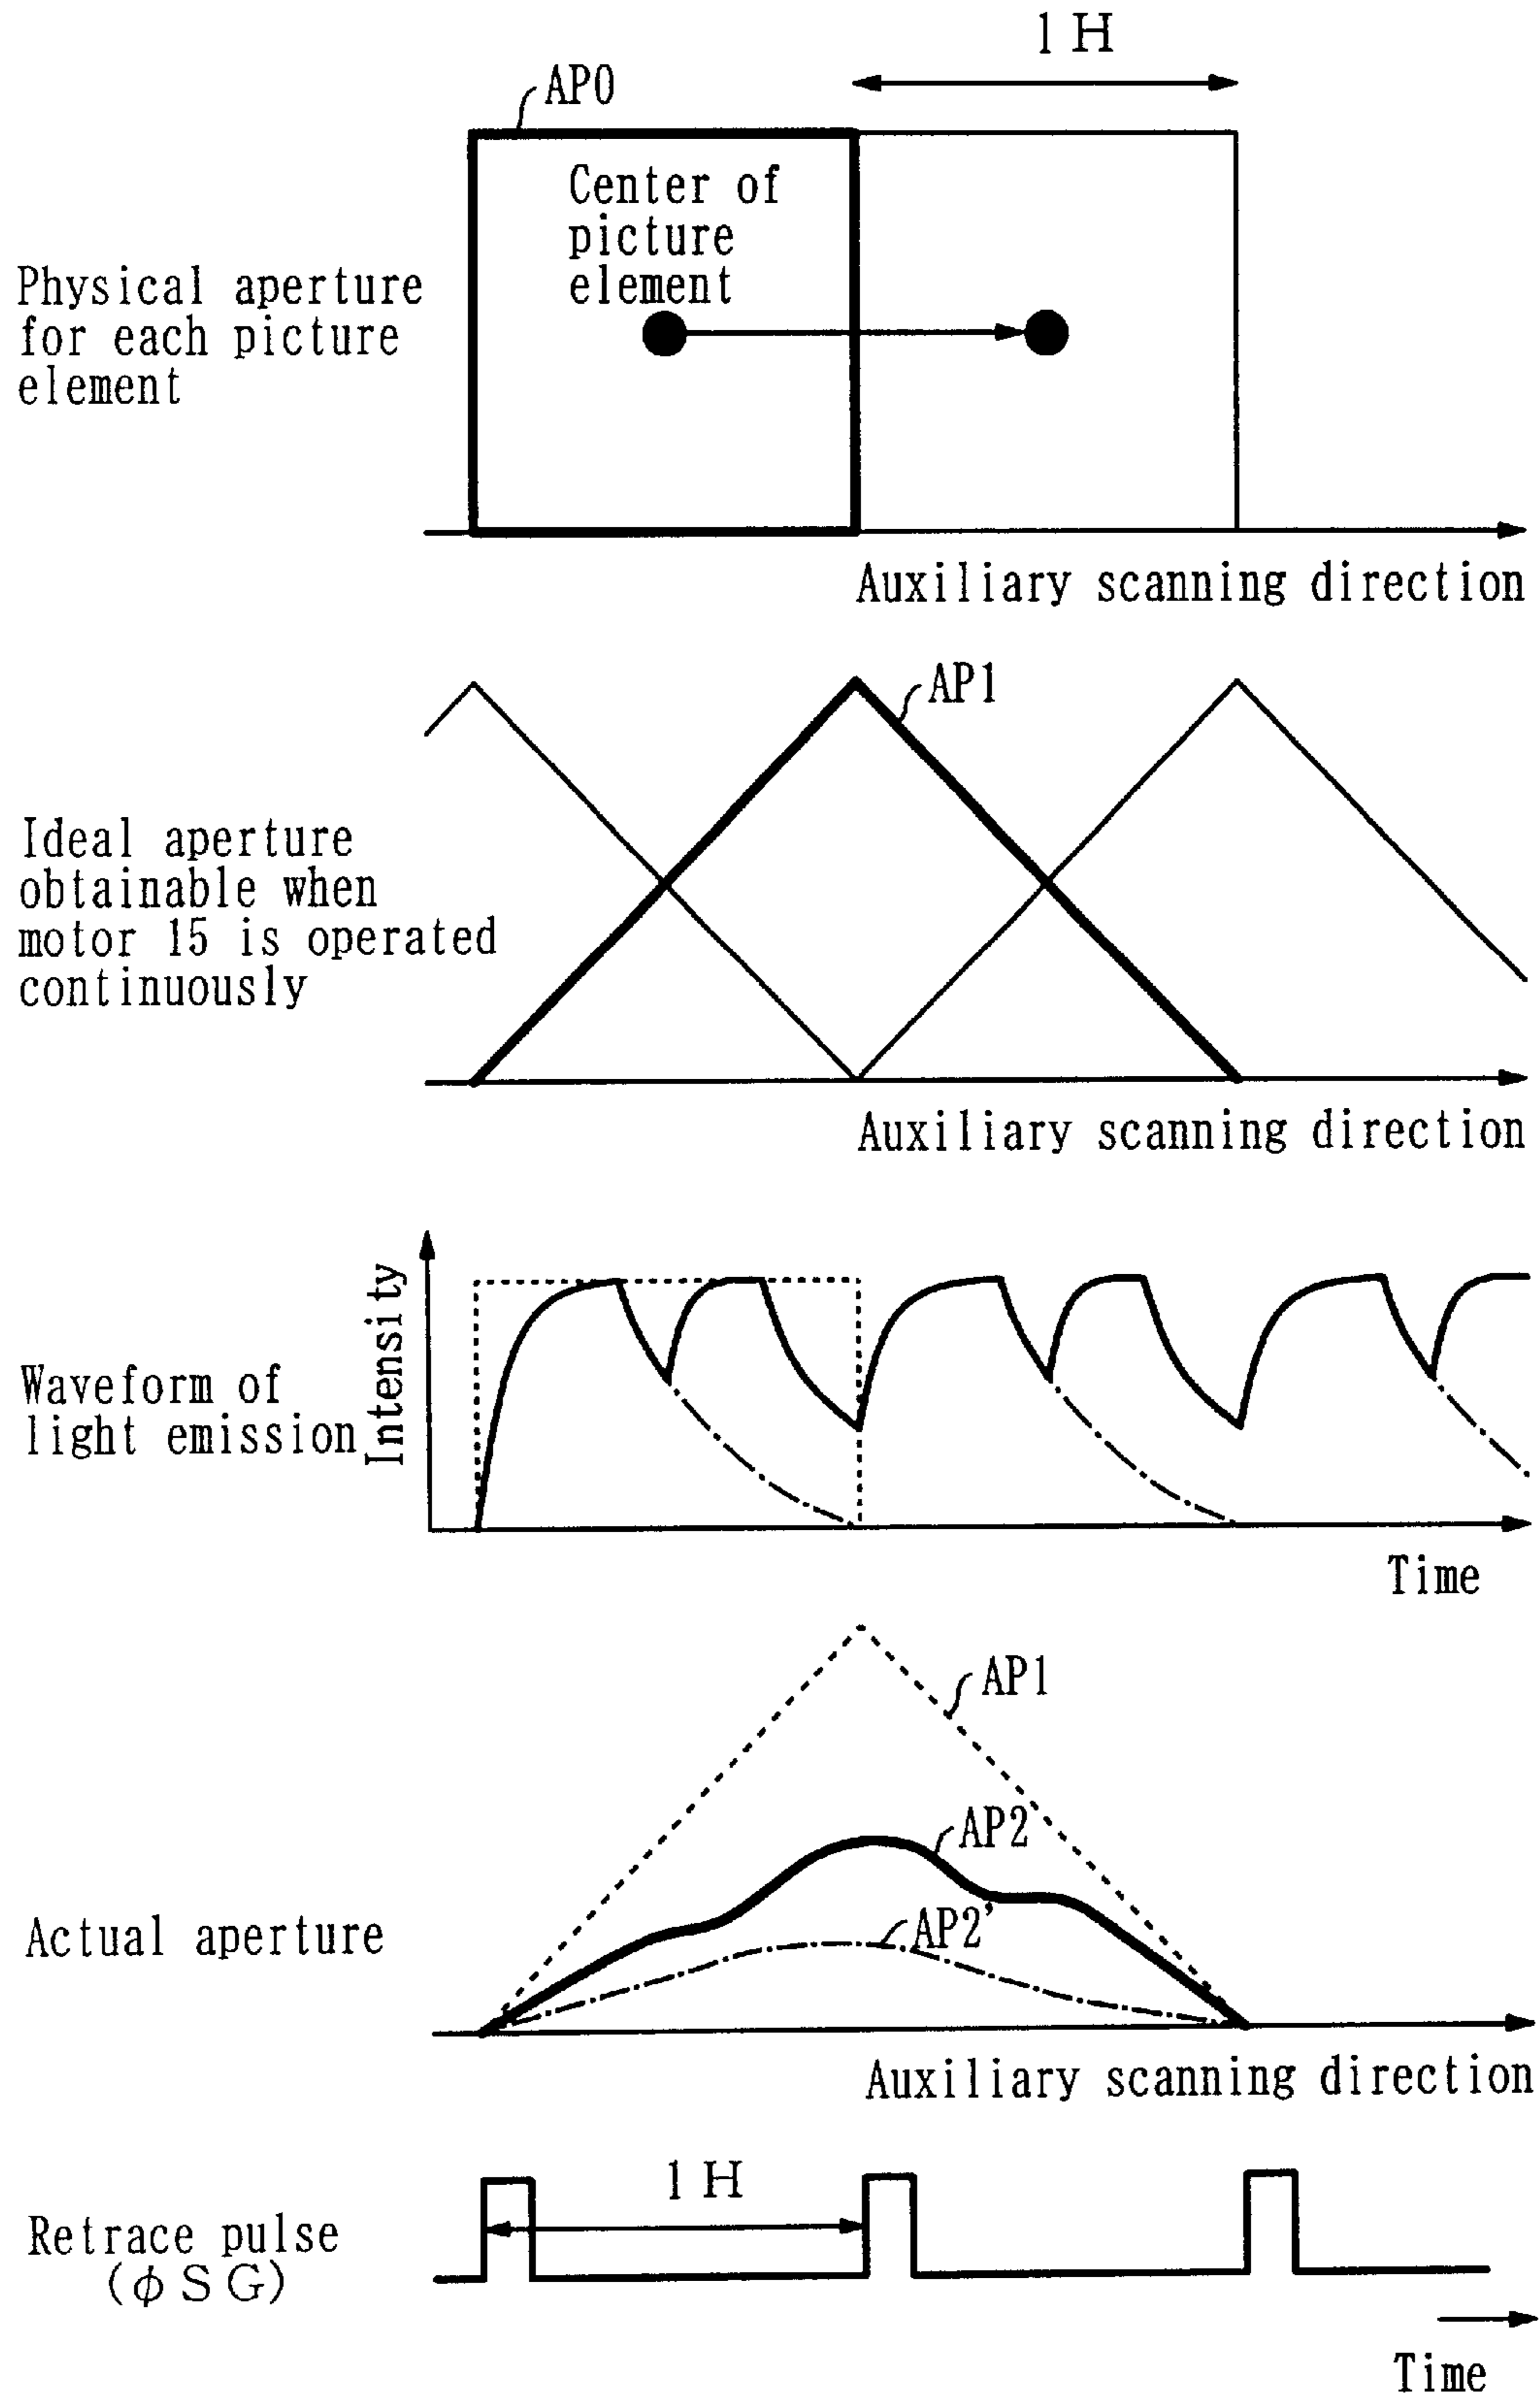 1 H
AP0
Center of
picture
element
Physical aperture
for each picture
element
Auxiliary scanning direction
AP1
Ideal aperture
obtainable when
motor 15 is operated
continuously
Auxiliary scanning direction
Intensity
Waveform of
light emission
Time
AP1
AP2
AP2'
Actual aperture
Auxiliary scanning direction
1 H
Retrace pulse
(ϕSG)
Time